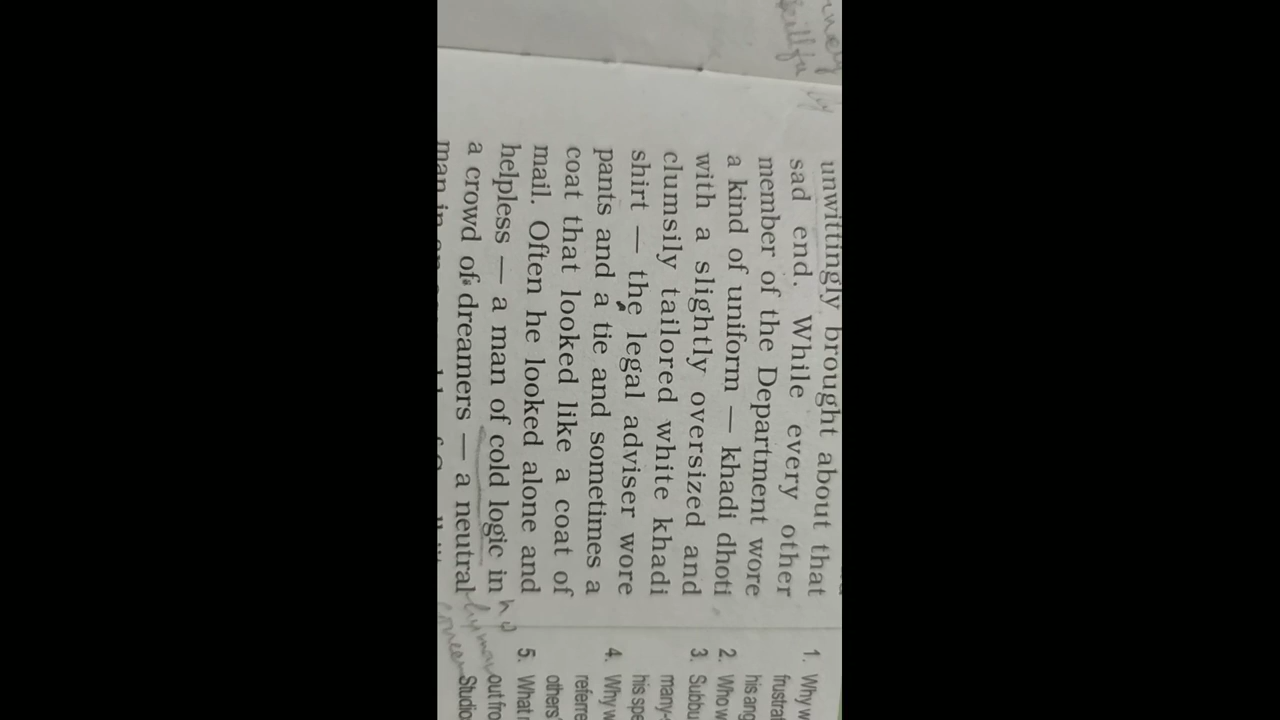 unwittingly brought about that
sad end. While every other
member of the Department wore
a kind of uniform — khadi dhoti
with a slightly oversized and
clumsily tailored white khadi
shirt — the legal adviser wore
pants and a tie and sometimes a
coat that looked like a coat of
mail. Often he looked alone and
helpless — a man of cold logic in
a crowd of dreamers — a neutral
man in
1. Why w
frustra
his ang
2. Who w
3. Subbu
many-
his spe
4. Why w
referre
others'
5. What
out fro
Studio